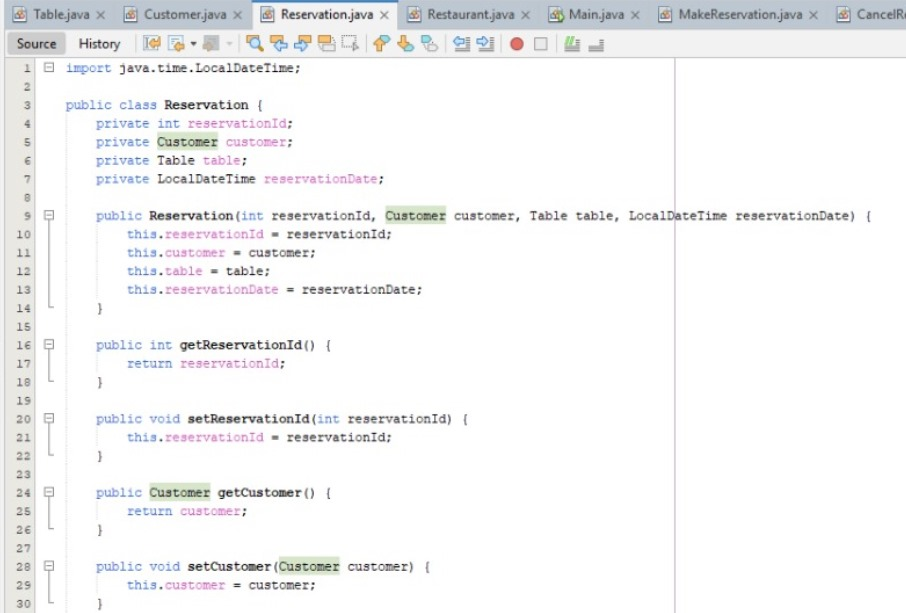 Table.java Customer.java Reservation.java Restaurant.java Main.java MakeReservation.java
Source History
1 import java.time.LocalDateTime;
2
3 public class Reservation {
4 private int reservationId;
5 private Customer customer;
6 private Table table;
7 private LocalDateTime reservationDate;
8
9 public Reservation(int reservationId, Customer customer, Table table, LocalDateTime reservationDate) {
10 this.reservationId = reservationId;
11 this.customer = customer;
12 this.table = table;
13 this.reservationDate = reservationDate;
14 }
15
16 public int getReservationId() {
17 return reservationId;
18 }
19
20 public void setReservationId(int reservationId) {
21 this.reservationId = reservationId;
22 }
23
24 public Customer getCustomer() {
25 return customer;
26 }
27
28 public void setCustomer(Customer customer) {
29 this.customer = customer;
30 }